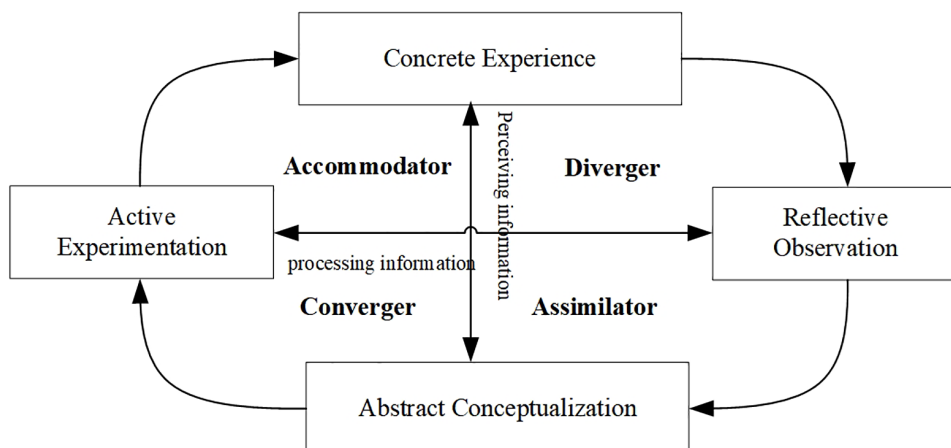 Concrete Experience
Perceiving information
Accommodator
Diverger
Active
Experimentation
Reflective
Observation
processing information
Converger
Assimilator
Abstract Conceptualization